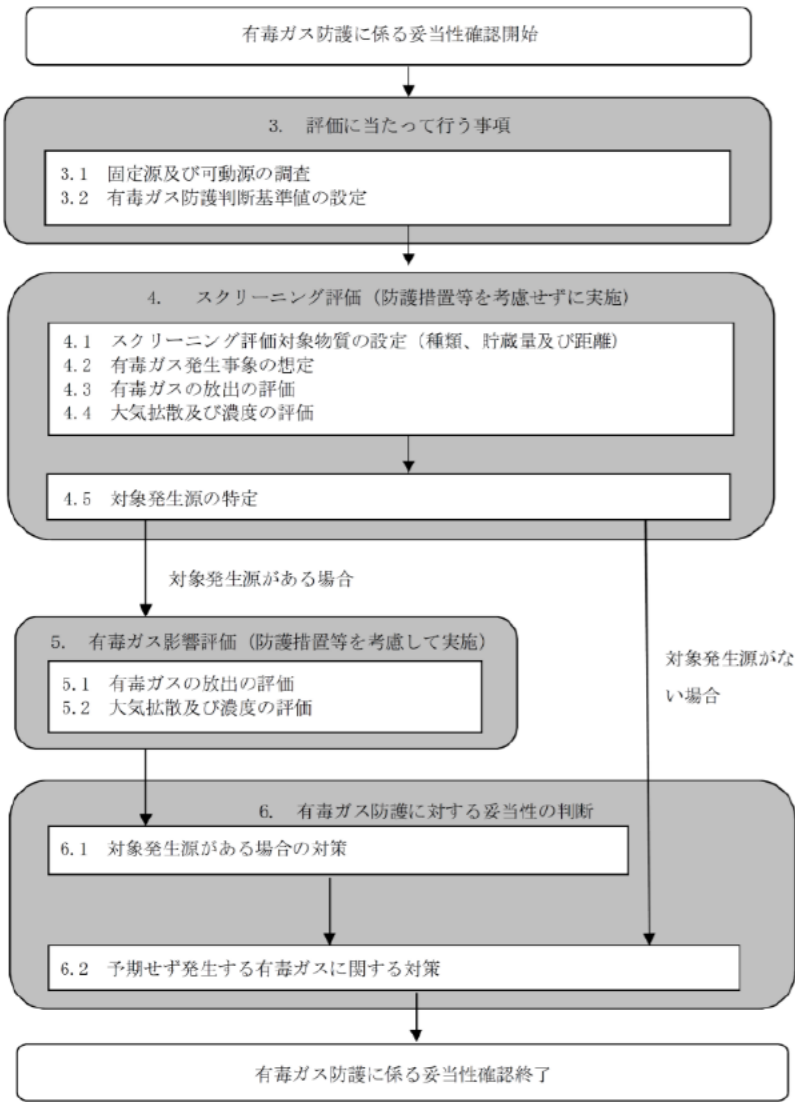 有毒ガス防護に係る妥当性確認開始
3. 評価に当たって行う事項
3.1 固定源及び可動源の調査
3.2 有毒ガス防護判断基準値の設定
4. スクリーニング評価（防護措置等を考慮せずに実施）
4.1 スクリーニング評価対象物質の設定（種類、貯蔵量及び距離）
4.2 有毒ガス発生事象の想定
4.3 有毒ガスの放出の評価
4.4 大気拡散及び濃度の評価
4.5 対象発生源の特定
対象発生源がある場合
5. 有毒ガス影響評価（防護措置等を考慮して実施）
5.1 有毒ガスの放出の評価
5.2 大気拡散及び濃度の評価
対象発生源がな
い場合
6. 有毒ガス防護に対する妥当性の判断
6.1 対象発生源がある場合の対策
6.2 予期せず発生する有毒ガスに関する対策
有毒ガス防護に係る妥当性確認終了